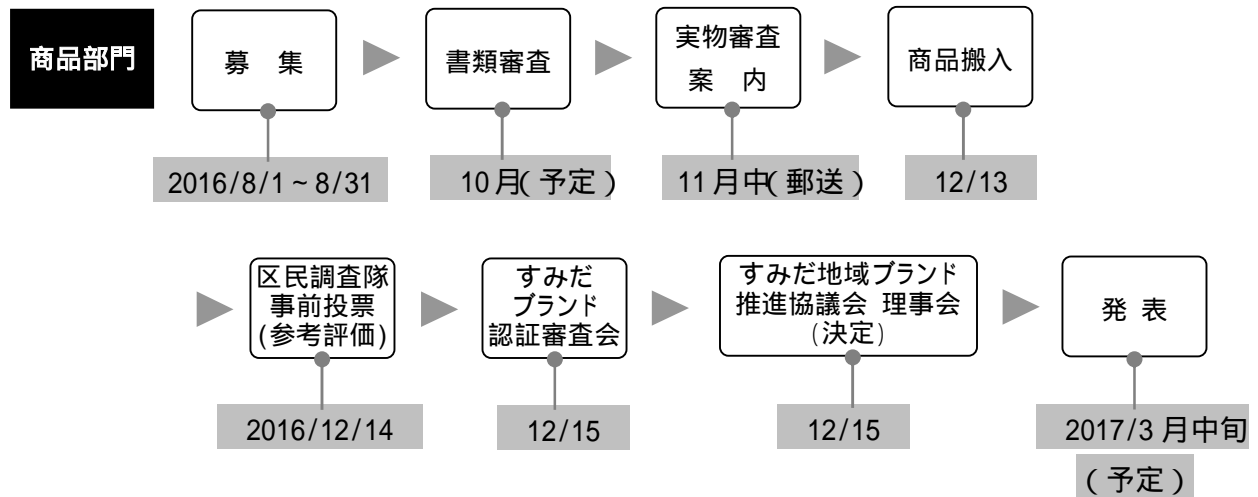 商品部門
募 集
書類審査
実物審査
案 内
商品搬入
2016/8/1~8/31
10月(予定)
11月中(郵送)
12/13
区民調査隊
事前投票
(参考評価)
すみだ
ブランド
認証審査会
すみだ地域ブランド
推進協議会 理事会
(決定)
発 表
2016/12/14
12/15
12/15
2017/3月中旬
(予定)